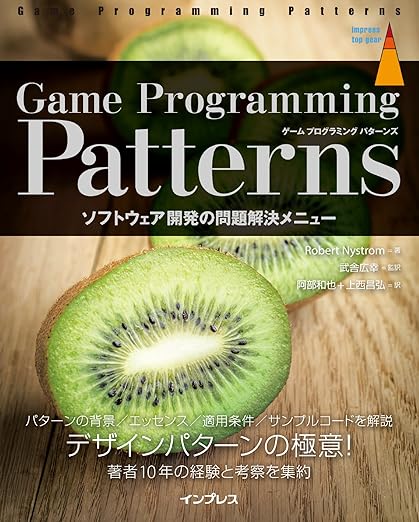 Game Programming Patterns
impress
top gear
Game Programming
ゲーム プログラミング パターンズ
Patterns
ソフトウェア開発の問題解決メニュー
Robert Nystrom=著
武舎広幸=監訳
阿部和也+上西昌弘=訳
パターンの背景/エッセンス/適用条件/サンプルコードを解説
デザインパターンの極意!
著者10年の経験と考察を集約
インプレス